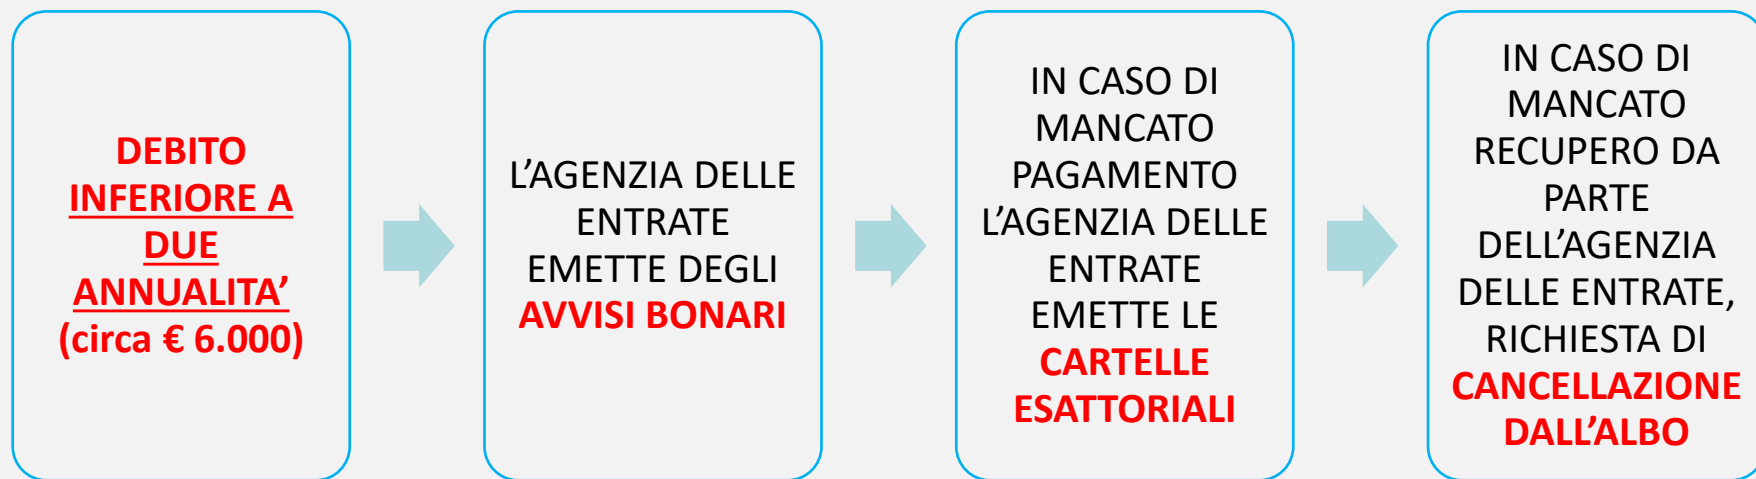 DEBITO
INFERIORE A
DUE
ANNUALITA’
(circa € 6.000)
L’AGENZIA DELLE
ENTRATE
EMETTE DEGLI
AVVISI BONARI
IN CASO DI
MANCATO
PAGAMENTO
L’AGENZIA DELLE
ENTRATE
EMETTE LE
CARTELLE
ESATTORIALI
IN CASO DI
MANCATO
RECUPERO DA
PARTE
DELL’AGENZIA
DELLE ENTRATE,
RICHIESTA DI
CANCELLAZIONE
DALL’ALBO